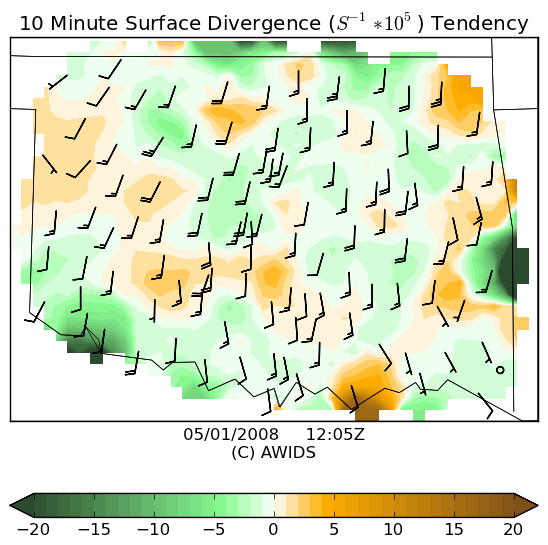 10 Minute Surface Divergence (S⁻¹ *10⁵ ) Tendency
05/01/2008 12:05Z
(C) AWIDS
−20 −15 −10 −5 0 5 10 15 20